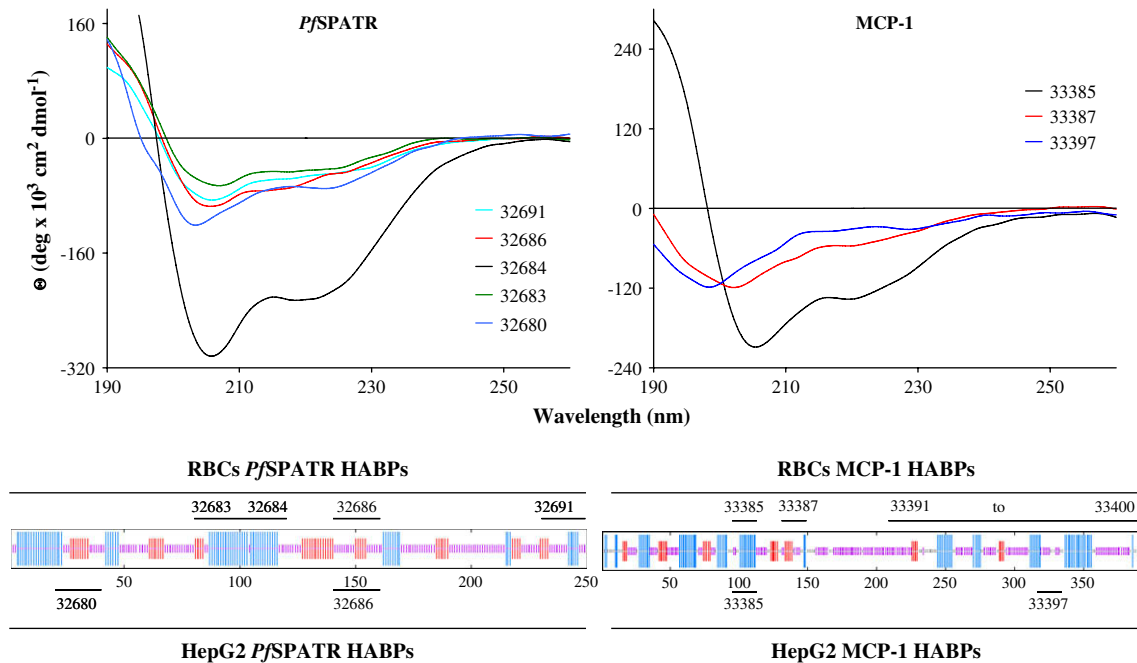 PfSPATR
MCP-1
Θ (deg x 10³ cm² dmol⁻¹)
160
0
-160
-320
190
210
230
250
32691
32686
32684
32683
32680
240
120
0
-120
-240
190
210
230
250
33385
33387
33397
Wavelength (nm)
RBCs PfSPATR HABPs
32683 32684 32686 32691
50 100 150 200 250
32680 32686
HepG2 PfSPATR HABPs
RBCs MCP-1 HABPs
33385 33387 33391 to 33400
50 100 150 200 250 300 350
33385 33397
HepG2 MCP-1 HABPs